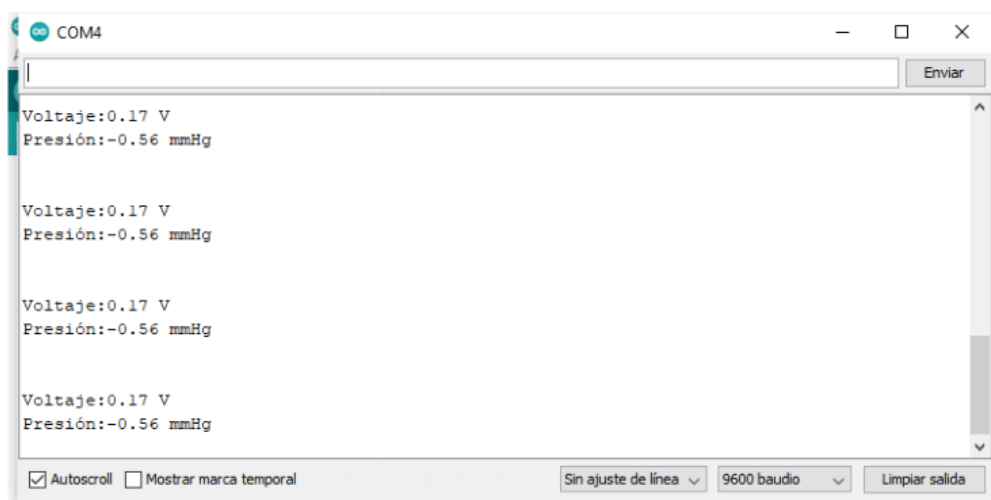 COM4
Enviar
Voltaje:0.17 V
Presión:-0.56 mmHg
Voltaje:0.17 V
Presión:-0.56 mmHg
Voltaje:0.17 V
Presión:-0.56 mmHg
Voltaje:0.17 V
Presión:-0.56 mmHg
Autoscroll Mostrar marca temporal Sin ajuste de línea 9600 baudio Limpiar salida